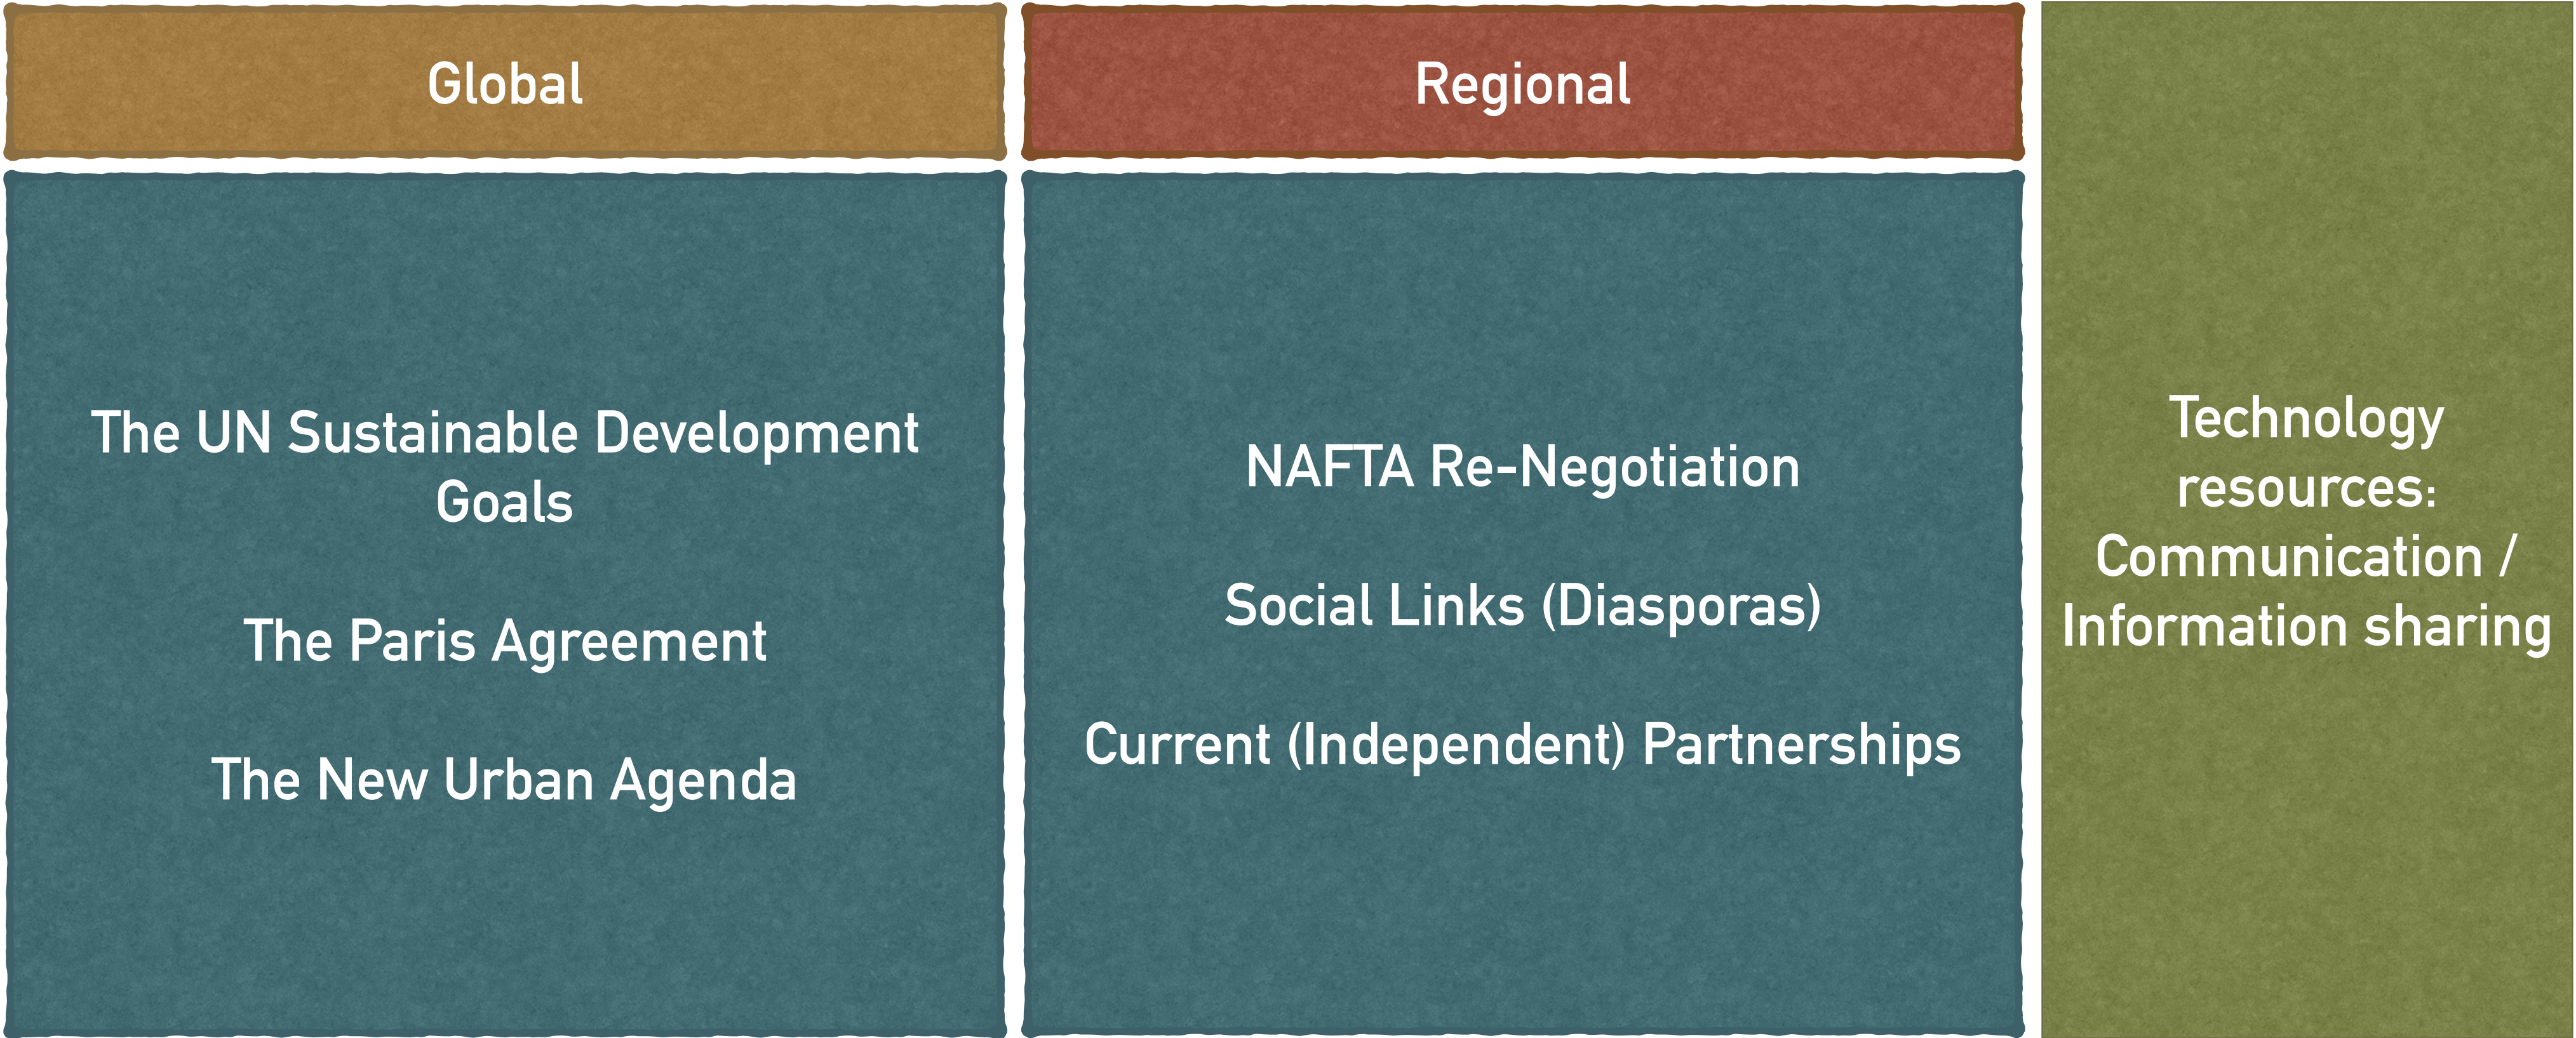 Global
The UN Sustainable Development
Goals
The Paris Agreement
The New Urban Agenda
Regional
NAFTA Re-Negotiation
Social Links (Diasporas)
Current (Independent) Partnerships
Technology
resources:
Communication /
Information sharing